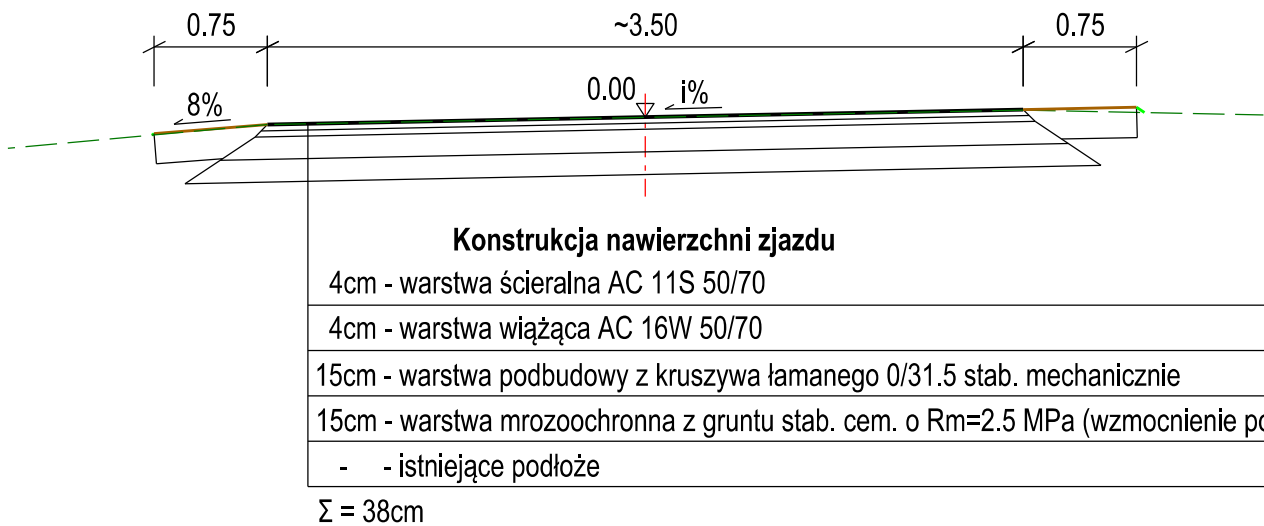 0.75 ~3.50 0.75
8% 0.00 i%
Konstrukcja nawierzchni zjazdu
4cm - warstwa ścieralna AC 11S 50/70
4cm - warstwa wiążąca AC 16W 50/70
15cm - warstwa podbudowy z kruszywa łamanego 0/31.5 stab. mechanicznie
15cm - warstwa mrozoochronna z gruntu stab. cem. o Rm=2.5 MPa (wzmocnienie
- - istniejące podłoże
Σ = 38cm